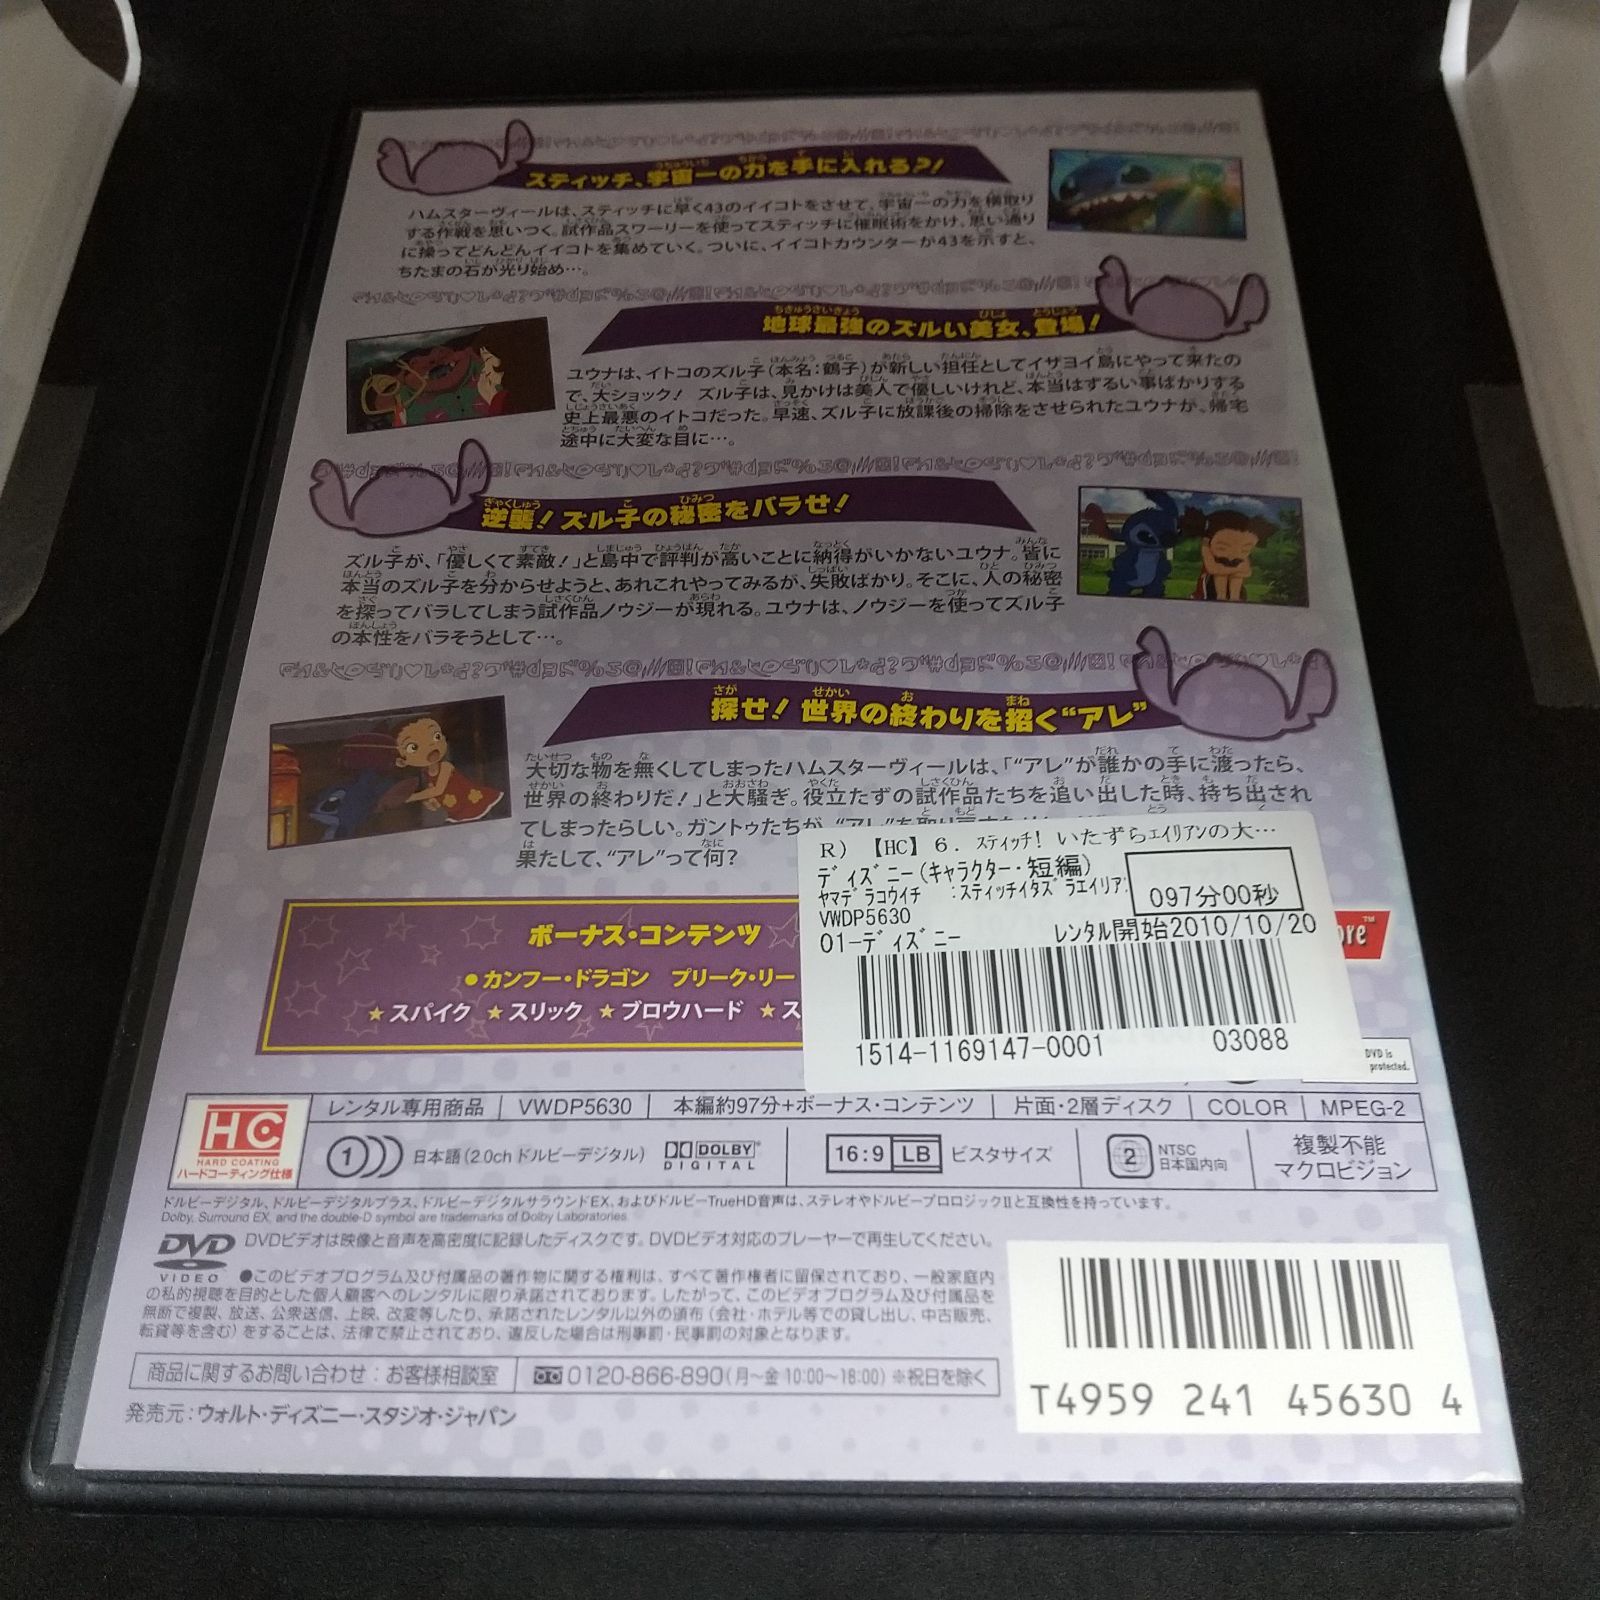 スティッチ、宇宙一の力を手に入れる?!
ハムスターヴィールは、スティッチに早く43のイイコトをさせて、宇宙一の力を横取り
する作戦を思いつく。試作品スワーリーを使ってスティッチに催眠術をかけ、思い通り
に操ってどんどんイイコトを集めていく。ついに、イイコトカウンターが43を示すと、
ちたまの石が光り始め…。
地球最強のズルい美女、登場!
ユウナは、イトコのズル子(本名:鶴子)が新しい担任としてイザヨイ島にやって来たの
で、大ショック! ズル子は、見かけは美人で優しいけれど、本当はずるい事ばかりする
史上最悪のイトコだった。早速、ズル子に放課後の掃除をさせられたユウナが、帰宅
途中に大変な目に…。
逆襲! ズル子の秘密をバラせ!
ズル子が、「優しくて素敵!」と島中で評判が高いことに納得がいかないユウナ。皆に
本当のズル子を分からせようと、あれこれやってみるが、失敗ばかり。そこに、人の秘密
を探ってバラしてしまう試作品ノウジーが現れる。ユウナは、ノウジーを使ってズル子
の本性をバラそうとして…。
探せ! 世界の終わりを招く“アレ”
大切な物を無くしてしまったハムスターヴィールは、「“アレ”が誰かの手に渡ったら、
世界の終わりだ!」と大騒ぎ。役立たずの試作品たちを追い出した時、持ち出され
てしまったらしい。ガントゥたちが、“アレ”を取り戻す
果たして、“アレ”って何?
R) 【HC】 6. スティッチ! いたずらエイリアンの大…
ディズニー(キャラクター・短編)
ヤマデラコウイチ :スティッチイタズラエイリア:
097分00秒
VWDP5630
01-ディズニー
レンタル開始2010/10/20
1514-1169147-0001 03088
ore™
ボーナス・コンテンツ
●カンフー・ドラゴン プリーク・リー
★スパイク ★スリック ★ブロウハード ★ス
DVD is
protected.
HC
HARD COATING
ハードコーティング仕様
レンタル専用商品 VWDP5630 本編約97分+ボーナス・コンテンツ 片面・2層ディスク COLOR MPEG-2
1 日本語(2.0ch ドルビーデジタル) DOLBY DIGITAL 16:9 LB ビスタサイズ 2 NTSC 日本国内向 複製不能 マクロビジョン
ドルビーデジタル、ドルビーデジタルプラス、ドルビーデジタルサラウンドEX、およびドルビーTrueHD音声は、ステレオやドルビープロロジックIIと互換性を持っています。
Dolby, Surround EX, and the double-D symbol are trademarks of Dolby Laboratories.
DVD VIDEO DVDビデオは映像と音声を高密度に記録したディスクです。DVDビデオ対応のプレーヤーで再生してください。
●このビデオプログラム及び付属品の著作物に関する権利は、すべて著作権者に留保されており、一般家庭内
の私的視聴を目的とした個人顧客へのレンタルに限り承諾されております。したがって、このビデオプログラム及び付属品を
無断で複製、放送、公衆送信、上映、改変等したり、承諾されたレンタル以外の頒布(会社・ホテル等での貸し出し、中古販売、
転貸等を含む)をすることは、法律で禁止されており、違反した場合は刑事罰・民事罰の対象となります。
商品に関するお問い合わせ:お客様相談室 0120-866-890(月〜金 10:00〜18:00) ※祝日を除く
発売元:ウォルト・ディズニー・スタジオ・ジャパン
T4959 241 45630 4